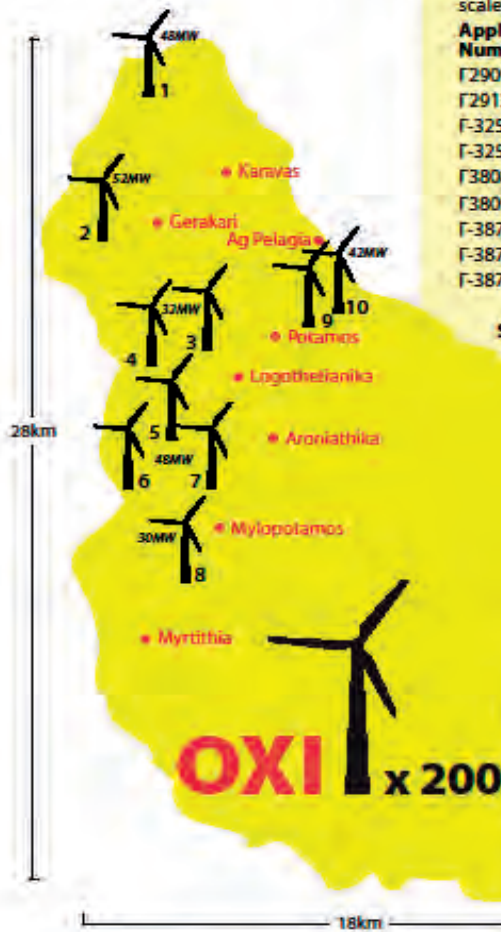 scale
Appl
Num
Γ290
Γ291
Γ-325
Γ-325
Γ380
Γ380
Γ-387
Γ-387
Γ-387
48MW
1
Karavas
52MW
2
Gerakari
Ag Pelagia
42MW
9
10
32MW
3
4
Potamos
Logothetianika
5
28km
Aroniathika
48MW
6
7
Mylopotamos
30MW
8
Myrtithia
OXI x 200
18km